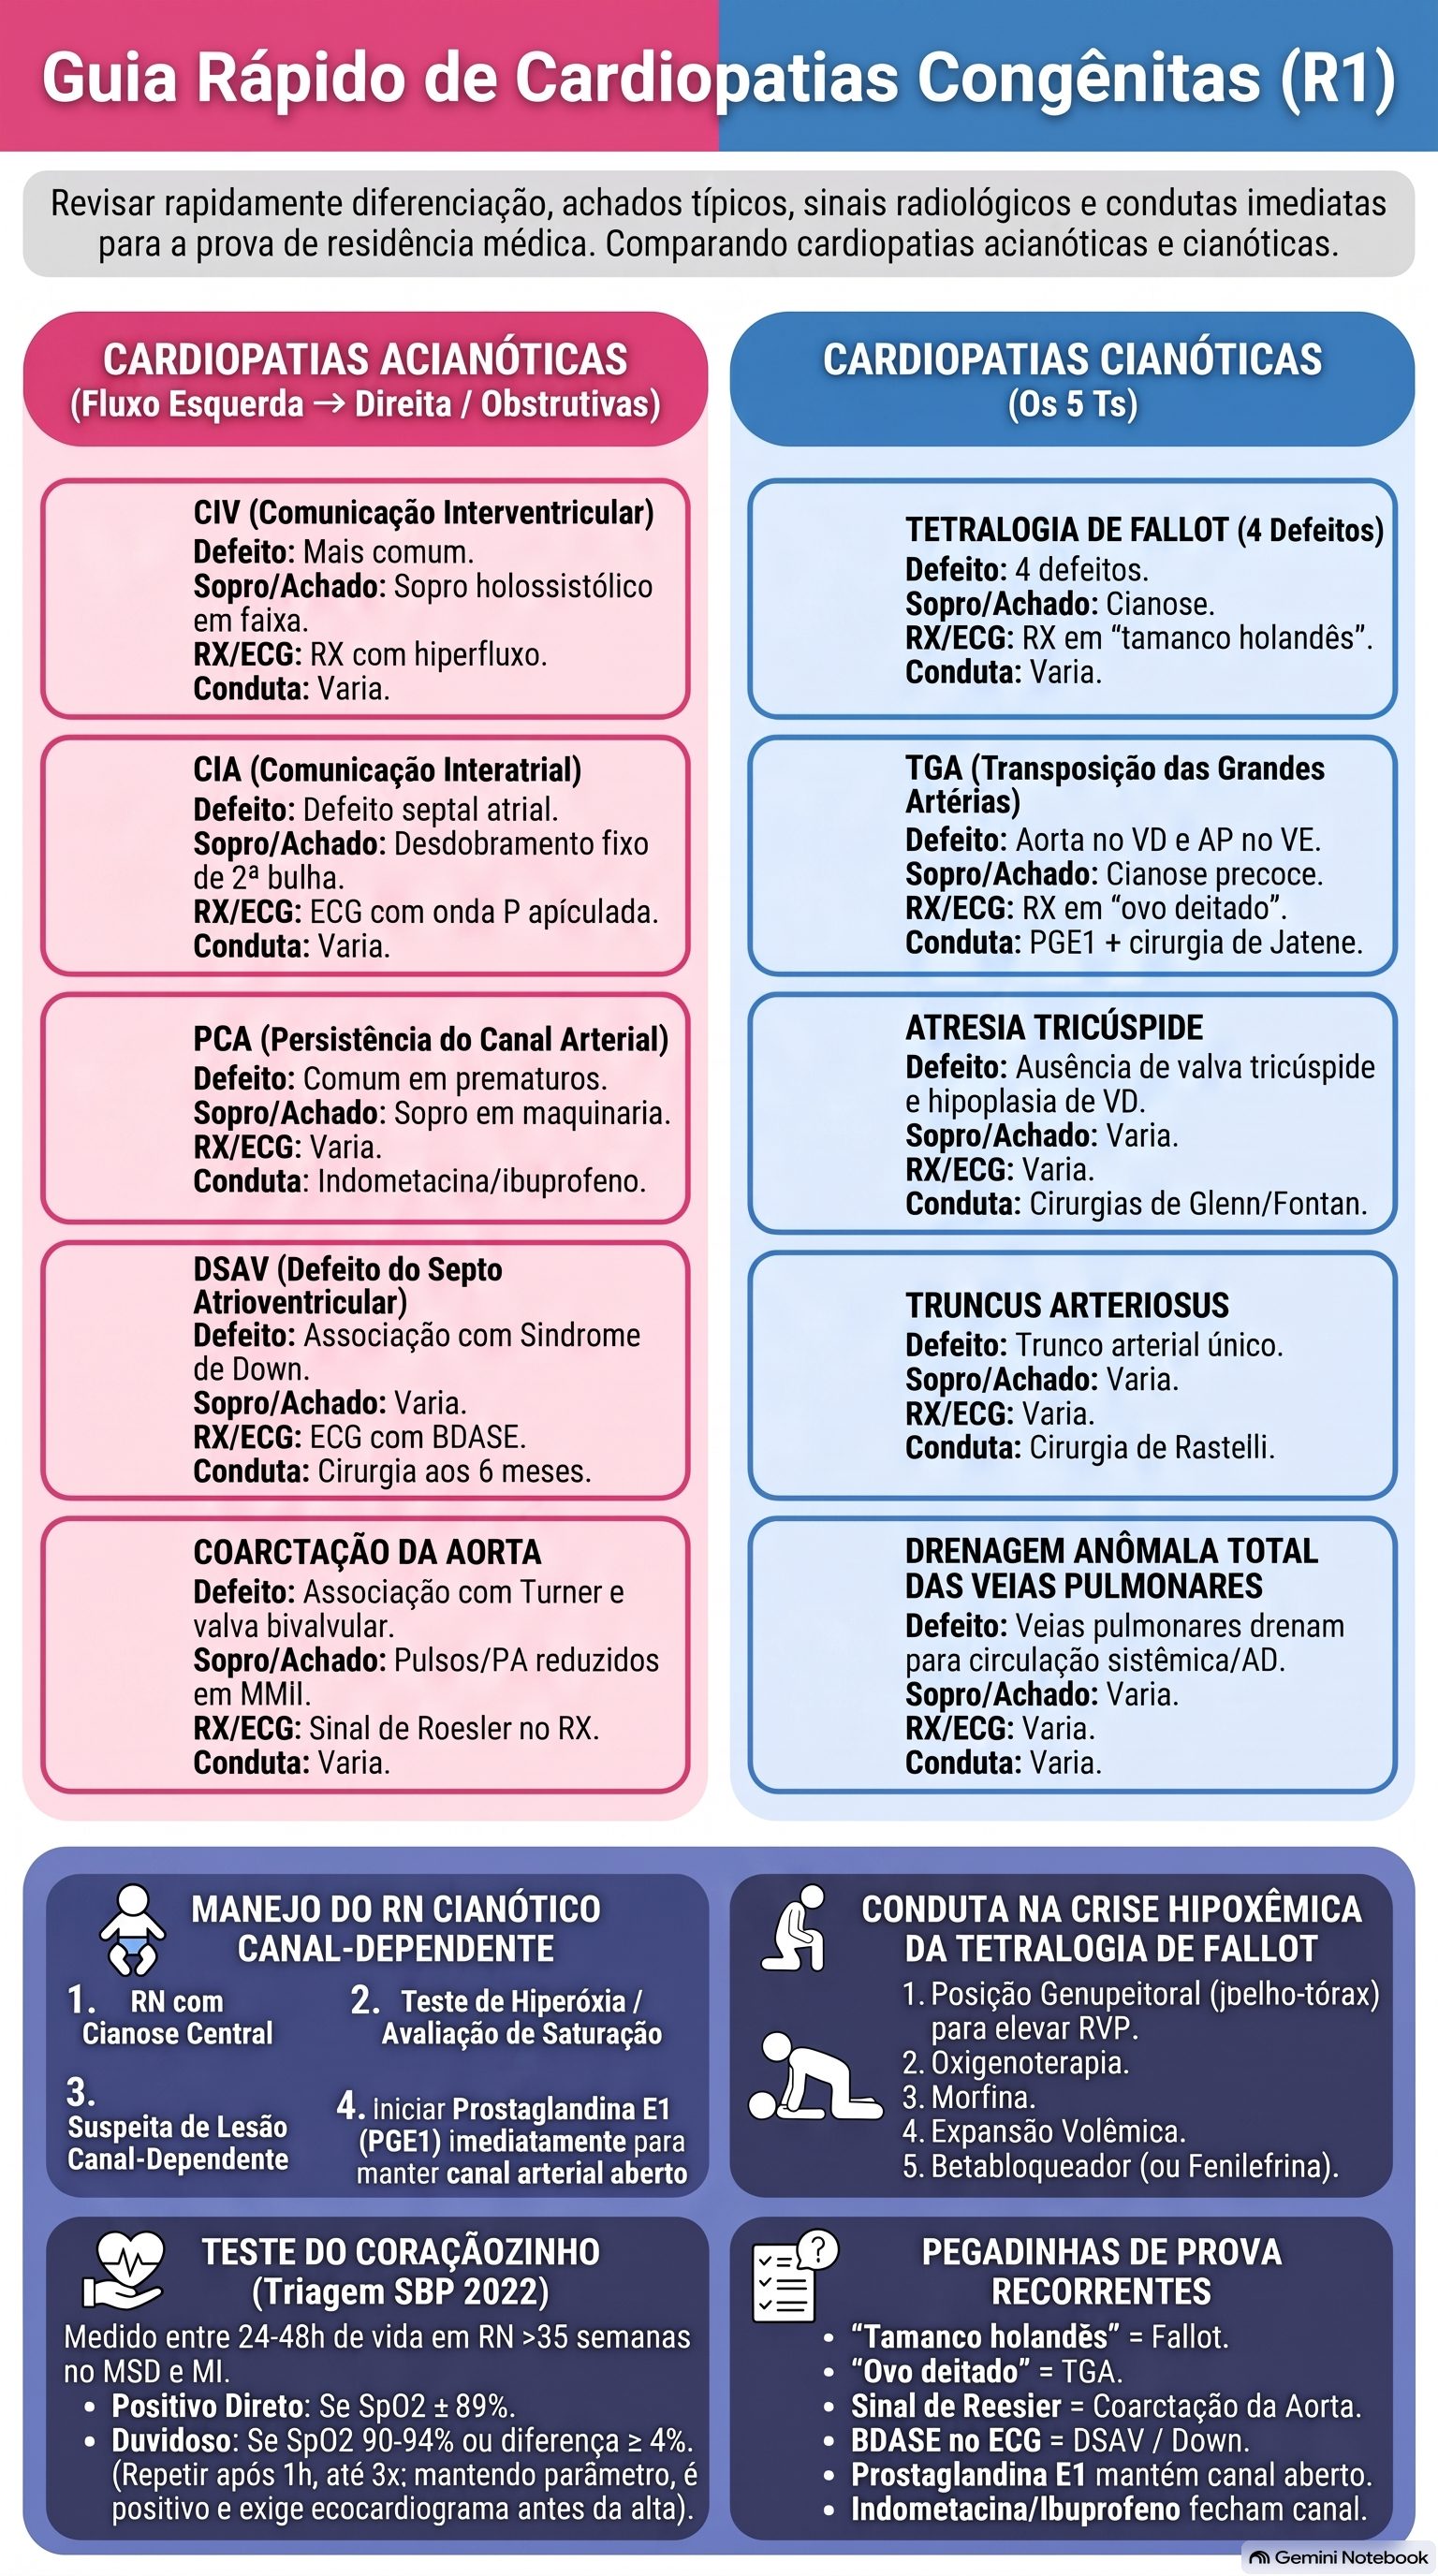 Guia Rápido de Cardiopatias Congênitas (R1)
Revisar rapidamente diferenciação, achados típicos, sinais radiológicos e condutas imediatas
para a prova de residência médica. Comparando cardiopatias acianóticas e cianóticas.
CARDIOPATIAS ACIANÓTICAS
(Fluxo Esquerda → Direita / Obstrutivas)
CIV (Comunicação Interventricular)
Defeito: Mais comum.
Sopro/Achado: Sopro holossistólico
em faixa.
RX/ECG: RX com hiperfluxo.
Conduta: Varia.
CIA (Comunicação Interatrial)
Defeito: Defeito septal atrial.
Sopro/Achado: Desdobramento fixo
de 2ª bulha.
RX/ECG: ECG com onda P apículada.
Conduta: Varia.
PCA (Persistência do Canal Arterial)
Defeito: Comum em prematuros.
Sopro/Achado: Sopro em maquinaria.
RX/ECG: Varia.
Conduta: Indometacina/ibuprofeno.
DSAV (Defeito do Septo
Atrioventricular)
Defeito: Associação com Sindrome
de Down.
Sopro/Achado: Varia.
RX/ECG: ECG com BDASE.
Conduta: Cirurgia aos 6 meses.
COARCTAÇÃO DA AORTA
Defeito: Associação com Turner e
valva bivalvular.
Sopro/Achado: Pulsos/PA reduzidos
em MMiI.
RX/ECG: Sinal de Roesler no RX.
Conduta: Varia.
CARDIOPATIAS CIANÓTICAS
(Os 5 Ts)
TETRALOGIA DE FALLOT (4 Defeitos)
Defeito: 4 defeitos.
Sopro/Achado: Cianose.
RX/ECG: RX em “tamanco holandês”.
Conduta: Varia.
TGA (Transposição das Grandes
Artérias)
Defeito: Aorta no VD e AP no VE.
Sopro/Achado: Cianose precoce.
RX/ECG: RX em “ovo deitado”.
Conduta: PGE1 + cirurgia de Jatene.
ATRESIA TRICÚSPIDE
Defeito: Ausência de valva tricúspide
e hipoplasia de VD.
Sopro/Achado: Varia.
RX/ECG: Varia.
Conduta: Cirurgias de Glenn/Fontan.
TRUNCUS ARTERIOSUS
Defeito: Trunco arterial único.
Sopro/Achado: Varia.
RX/ECG: Varia.
Conduta: Cirurgia de Rastelli.
DRENAGEM ANÔMALA TOTAL
DAS VEIAS PULMONARES
Defeito: Veias pulmonares drenam
para circulação sistêmica/AD.
Sopro/Achado: Varia.
RX/ECG: Varia.
Conduta: Varia.
MANEJO DO RN CIANÓTICO
CANAL-DEPENDENTE
1. RN com
Cianose Central
2. Teste de Hiperóxia /
Avaliação de Saturação
3.
Suspeita de Lesão
Canal-Dependente
4. Iniciar Prostaglandina E1
(PGE1) imediatamente para
manter canal arterial aberto
CONDUTA NA CRISE HIPOXÊMICA
DA TETRALOGIA DE FALLOT
1. Posição Genupeitoral (jpelho-tórax)
para elevar RVP.
2. Oxigenoterapia.
3. Morfina.
4. Expansão Volêmica.
5. Betabloqueador (ou Fenilefrina).
TESTE DO CORAÇÃOZINHO
(Triagem SBP 2022)
Medido entre 24-48h de vida em RN >35 semanas
no MSD e MI.
• Positivo Direto: Se SpO2 ± 89%.
• Duvidoso: Se SpO2 90-94% ou diferença ≥ 4%.
(Repetir após 1h, até 3x: mantendo parâmetro, é
positivo e exige ecocardiograma antes da alta).
PEGADINHAS DE PROVA
RECORRENTES
• “Tamanco holandês” = Fallot.
• “Ovo deitado” = TGA.
• Sinal de Reesier = Coarctação da Aorta.
• BDASE no ECG = DSAV / Down.
• Prostaglandina E1 mantém canal aberto.
• Indometacina/Ibuprofeno fecham canal.
Gemini Notebook